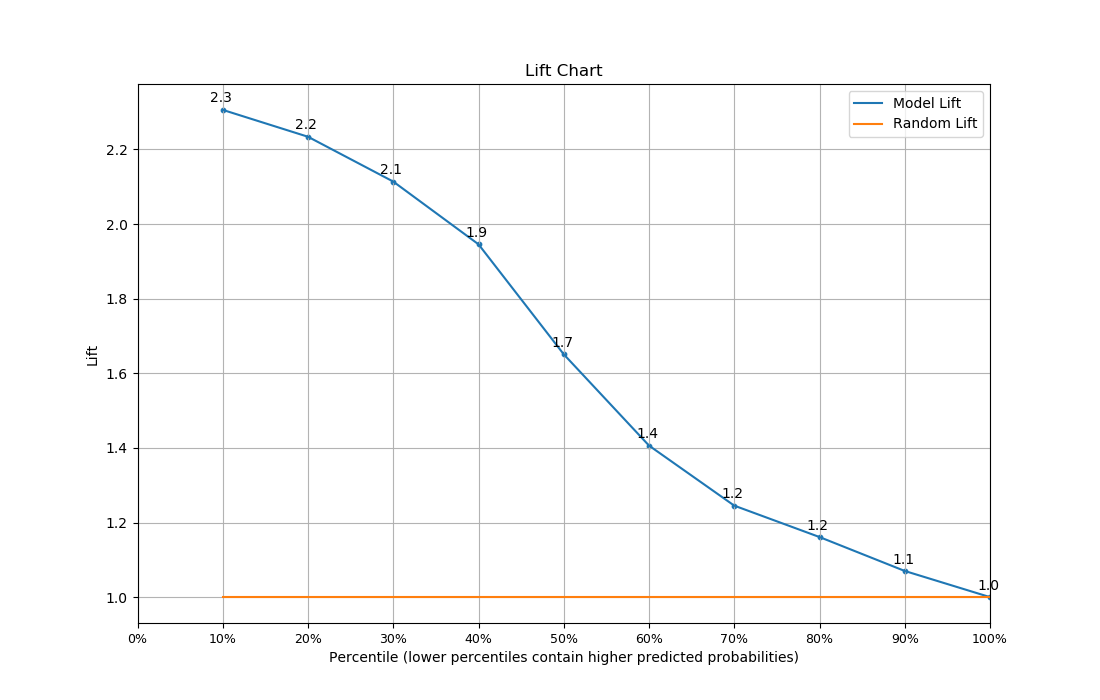 Lift Chart
2.3
2.2
2.1
1.9
1.7
1.4
1.2
1.2
1.1
1.0
Model Lift
Random Lift
2.2
2.0
1.8
1.6
1.4
1.2
1.0
Lift
0% 10% 20% 30% 40% 50% 60% 70% 80% 90% 100%
Percentile (lower percentiles contain higher predicted probabilities)